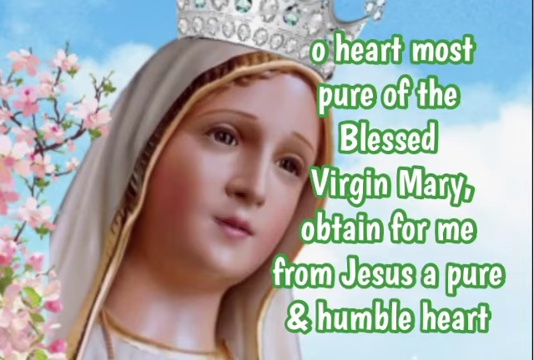 o heart most
pure of the
Blessed
Virgin Mary,
obtain for me
from Jesus a pure
& humble heart